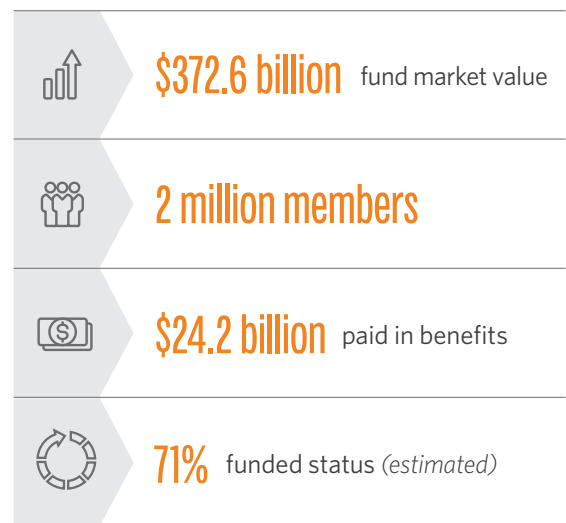 $372.6 billion fund market value
2 million members
$24.2 billion paid in benefits
71% funded status (estimated)